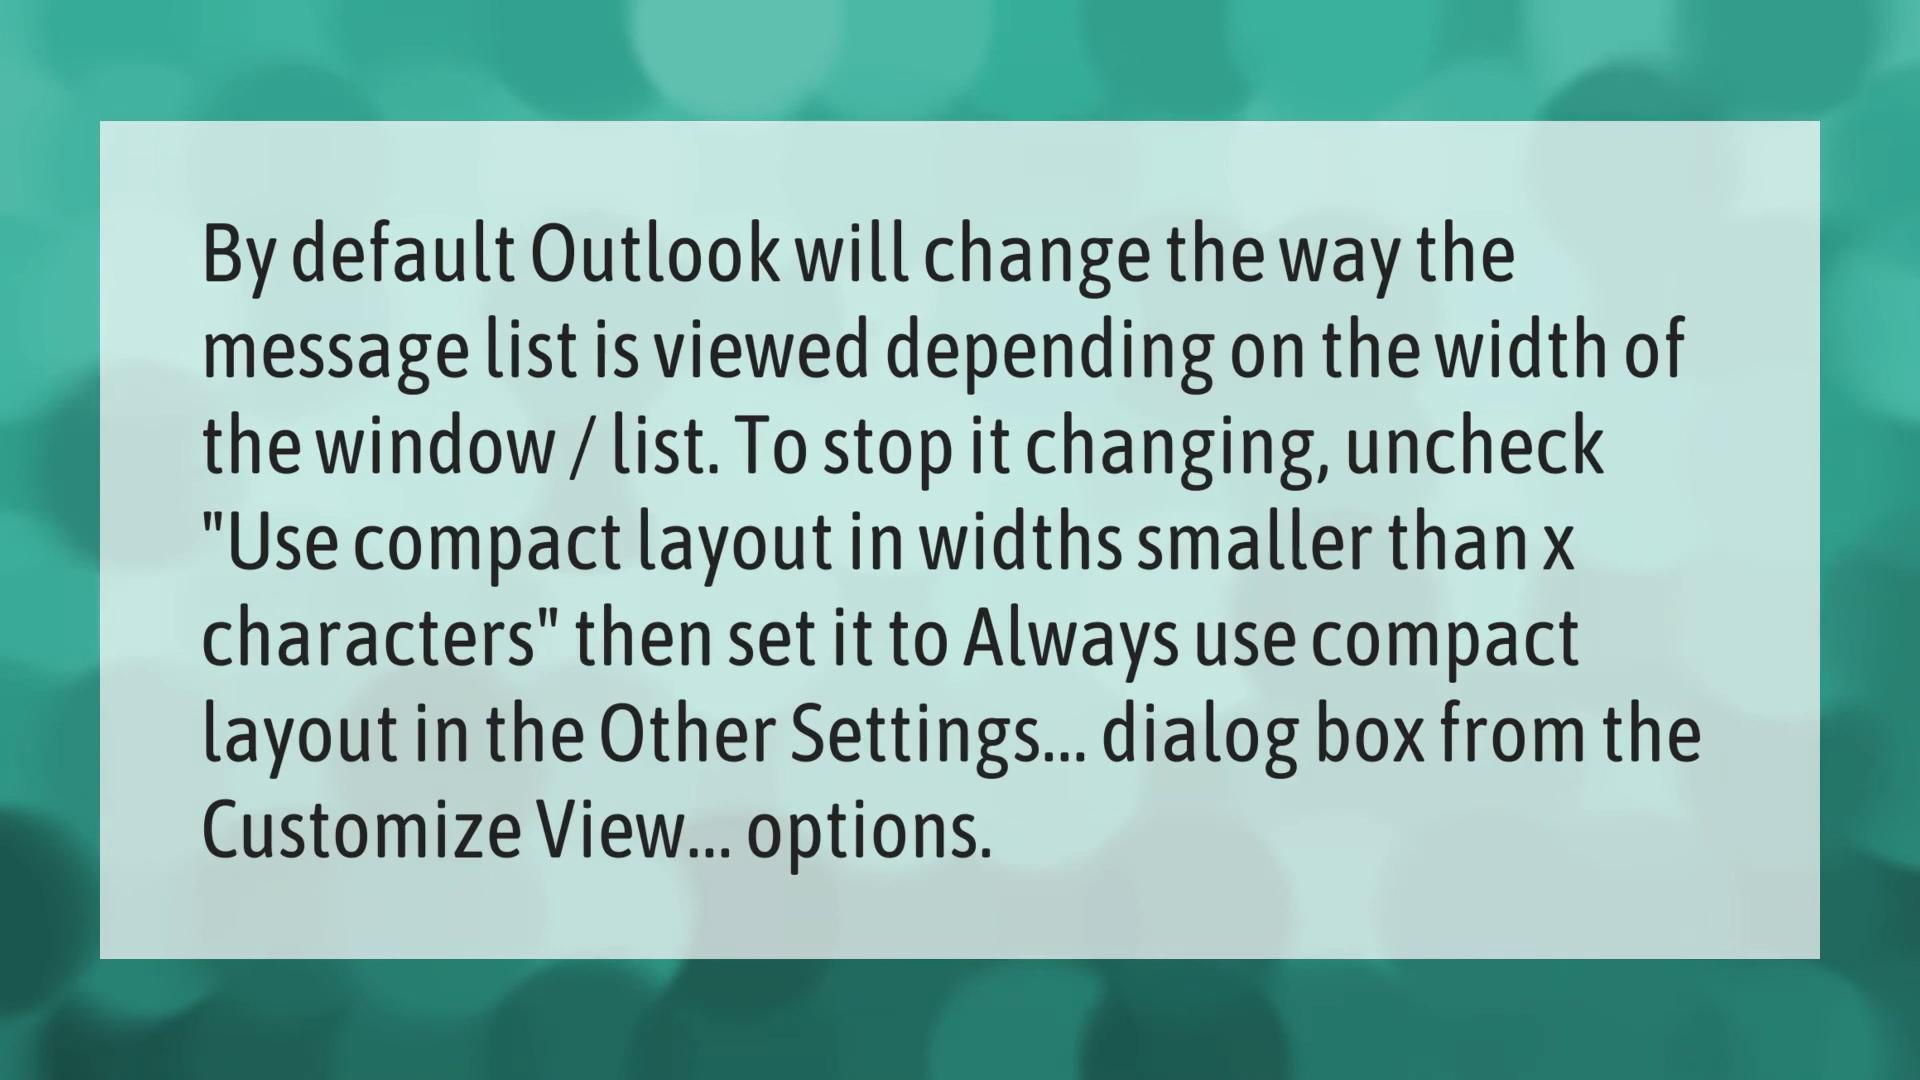 By default Outlook will change the way the
message list is viewed depending on the width of
the window / list. To stop it changing, uncheck
"Use compact layout in widths smaller than x
characters" then set it to Always use compact
layout in the Other Settings... dialog box from the
Customize View... options.